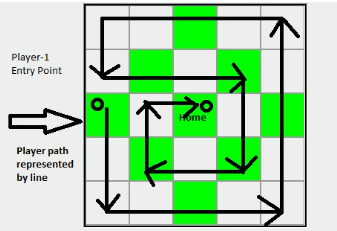 Player-1
Entry Point
Home
Player path
represented
by line